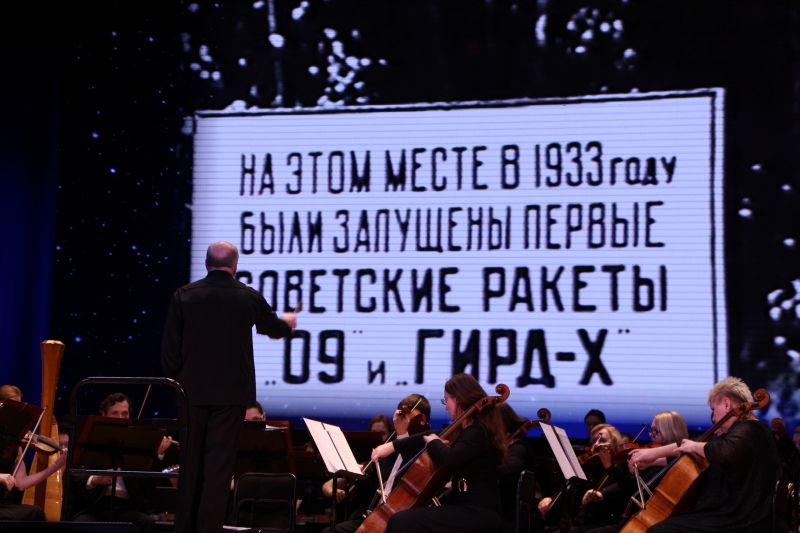 НА ЭТОМ МЕСТЕ В 1933 году
БЫЛИ ЗАПУЩЕНЫ ПЕРВЫЕ
СОВЕТСКИЕ РАКЕТЫ
„09" и „ГИРД-Х"